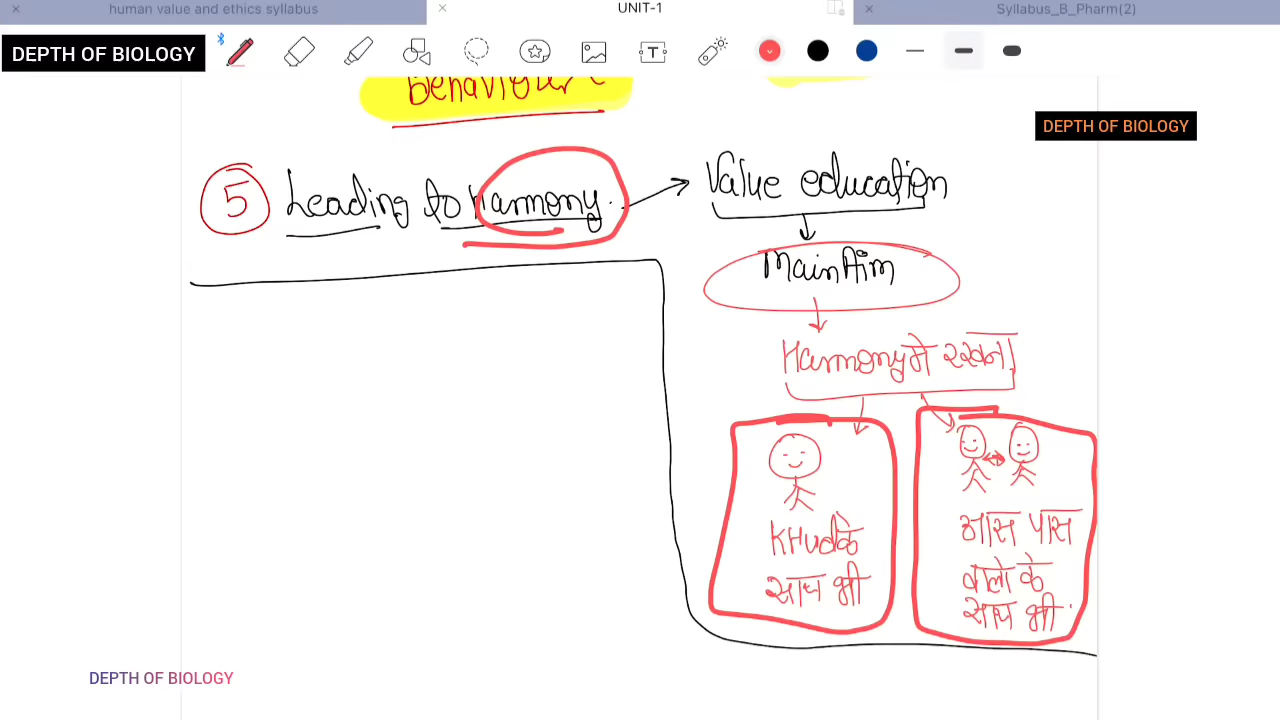 human value and ethics syllabus
UNIT-1
Syllabus_B_Pharm(2)
DEPTH OF BIOLOGY
Behaviour
DEPTH OF BIOLOGY
5 Leading to Harmony.
Value education
Main Aim
Harmony मे रखना
KHud के
साथ भी
आस पास
वालो के
साथ भी
DEPTH OF BIOLOGY